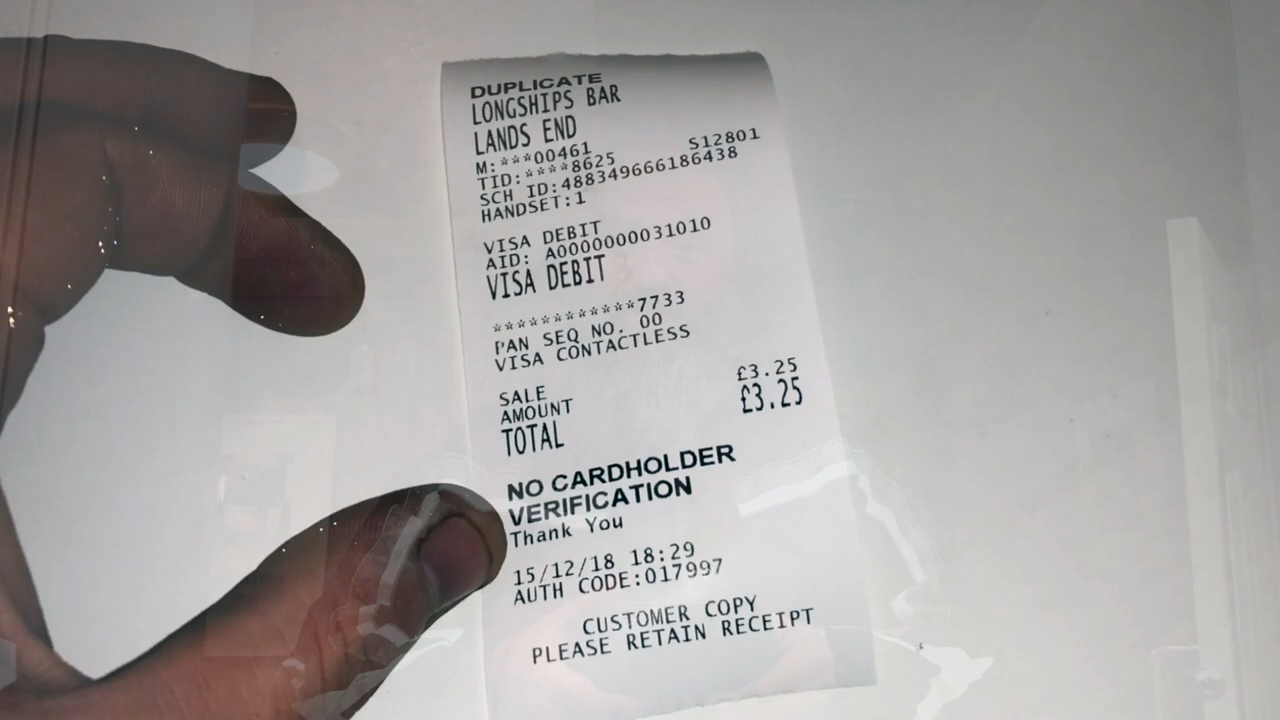 DUPLICATE
LONGSHIPS BAR
LANDS END
M:***00461 S12801
TID:****8625
SCH ID:488349666186438
HANDSET:1
VISA DEBIT
AID: A0000000031010
VISA DEBIT
************7733
PAN SEQ NO. 00
VISA CONTACTLESS
SALE £3.25
AMOUNT £3.25
TOTAL
NO CARDHOLDER
VERIFICATION
Thank You
15/12/18 18:29
AUTH CODE:017997
CUSTOMER COPY
PLEASE RETAIN RECEIPT